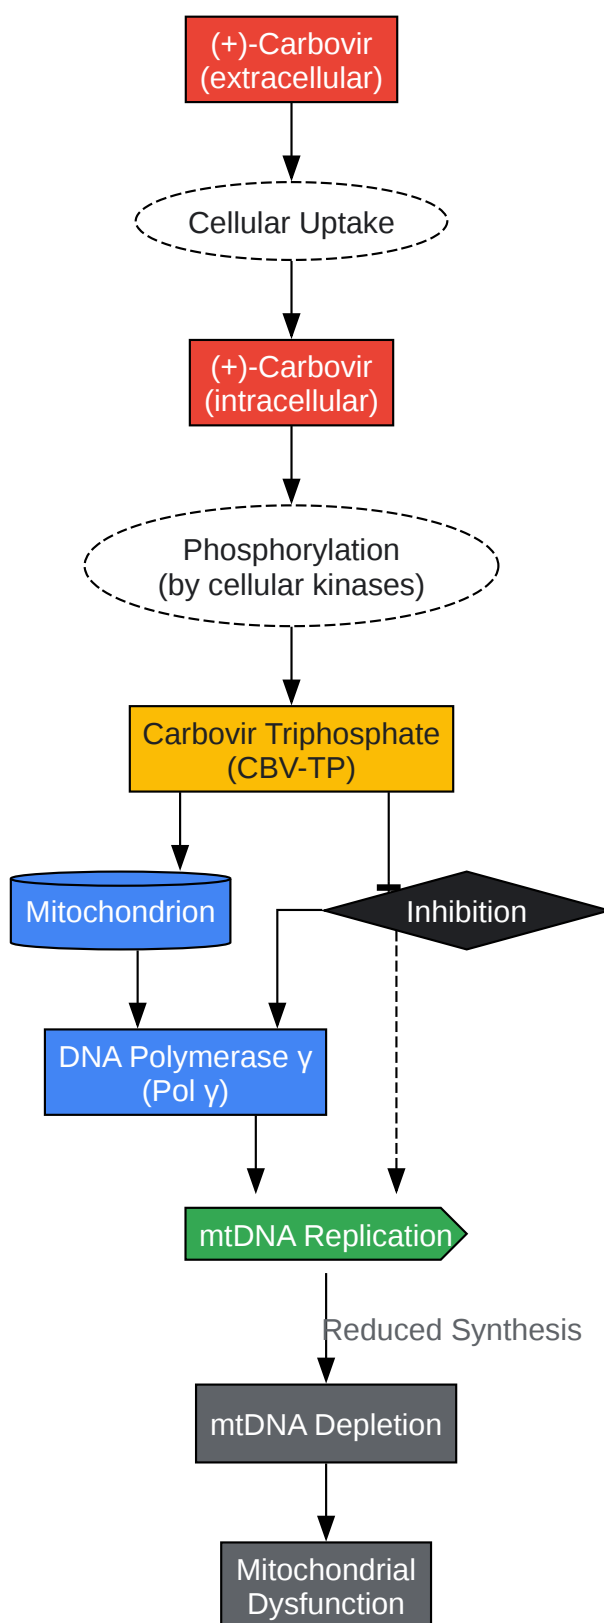 (+)-Carbovir
(extracellular)
Cellular Uptake
(+)-Carbovir
(intracellular)
Phosphorylation
(by cellular kinases)
Carbovir Triphosphate
(CBV-TP)
Mitochondrion
Inhibition
DNA Polymerase γ
(Pol γ)
mtDNA Replication
Reduced Synthesis
mtDNA Depletion
Mitochondrial
Dysfunction